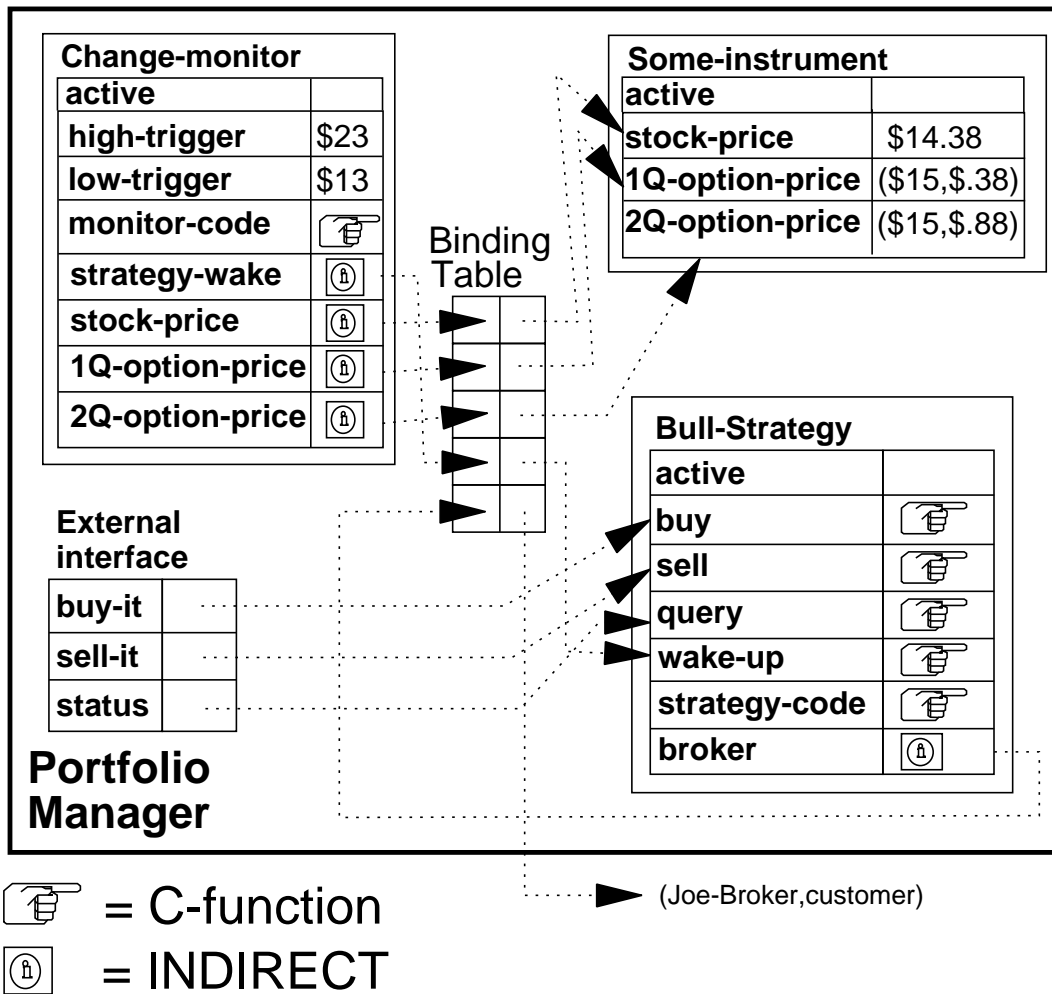 Change-monitor
active
high-trigger $23
low-trigger $13
monitor-code
strategy-wake
stock-price
1Q-option-price
2Q-option-price
Binding
Table
Some-instrument
active
stock-price $14.38
1Q-option-price ($15,$.38)
2Q-option-price ($15,$.88)
Bull-Strategy
active
buy
sell
query
wake-up
strategy-code
broker
External
interface
buy-it
sell-it
status
Portfolio
Manager
(Joe-Broker,customer)
= C-function
= INDIRECT